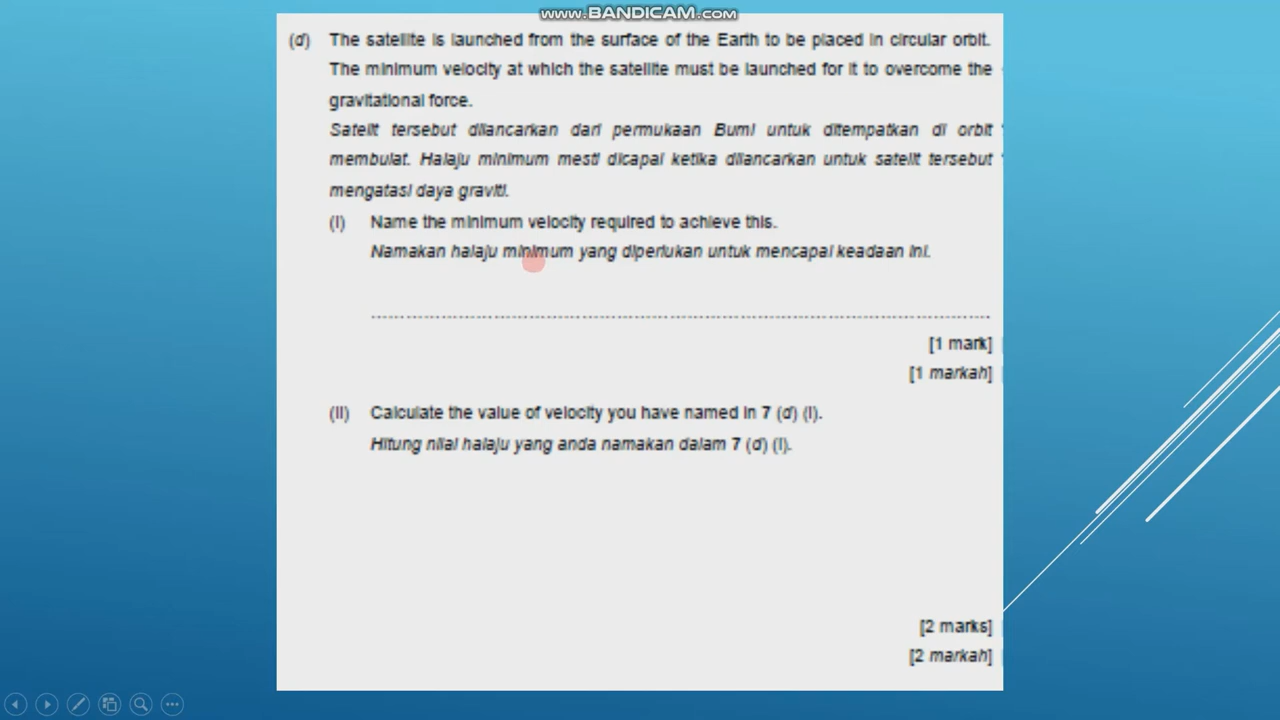 www.BANDICAM.com
(d) The satellite is launched from the surface of the Earth to be placed in circular orbit.
The minimum velocity at which the satellite must be launched for it to overcome the
gravitational force.
Satelit tersebut dilancarkan dari permukaan Bumi untuk ditempatkan di orbit
membulat. Halaju minimum mesti dicapai ketika dilancarkan untuk satelit tersebut
mengatasi daya graviti.
(i) Name the minimum velocity required to achieve this.
Namakan halaju minimum yang diperlukan untuk mencapai keadaan ini.
[1 mark]
[1 markah]
(ii) Calculate the value of velocity you have named in 7 (d) (i).
Hitung nilai halaju yang anda namakan dalam 7 (d) (i).
[2 marks]
[2 markah]